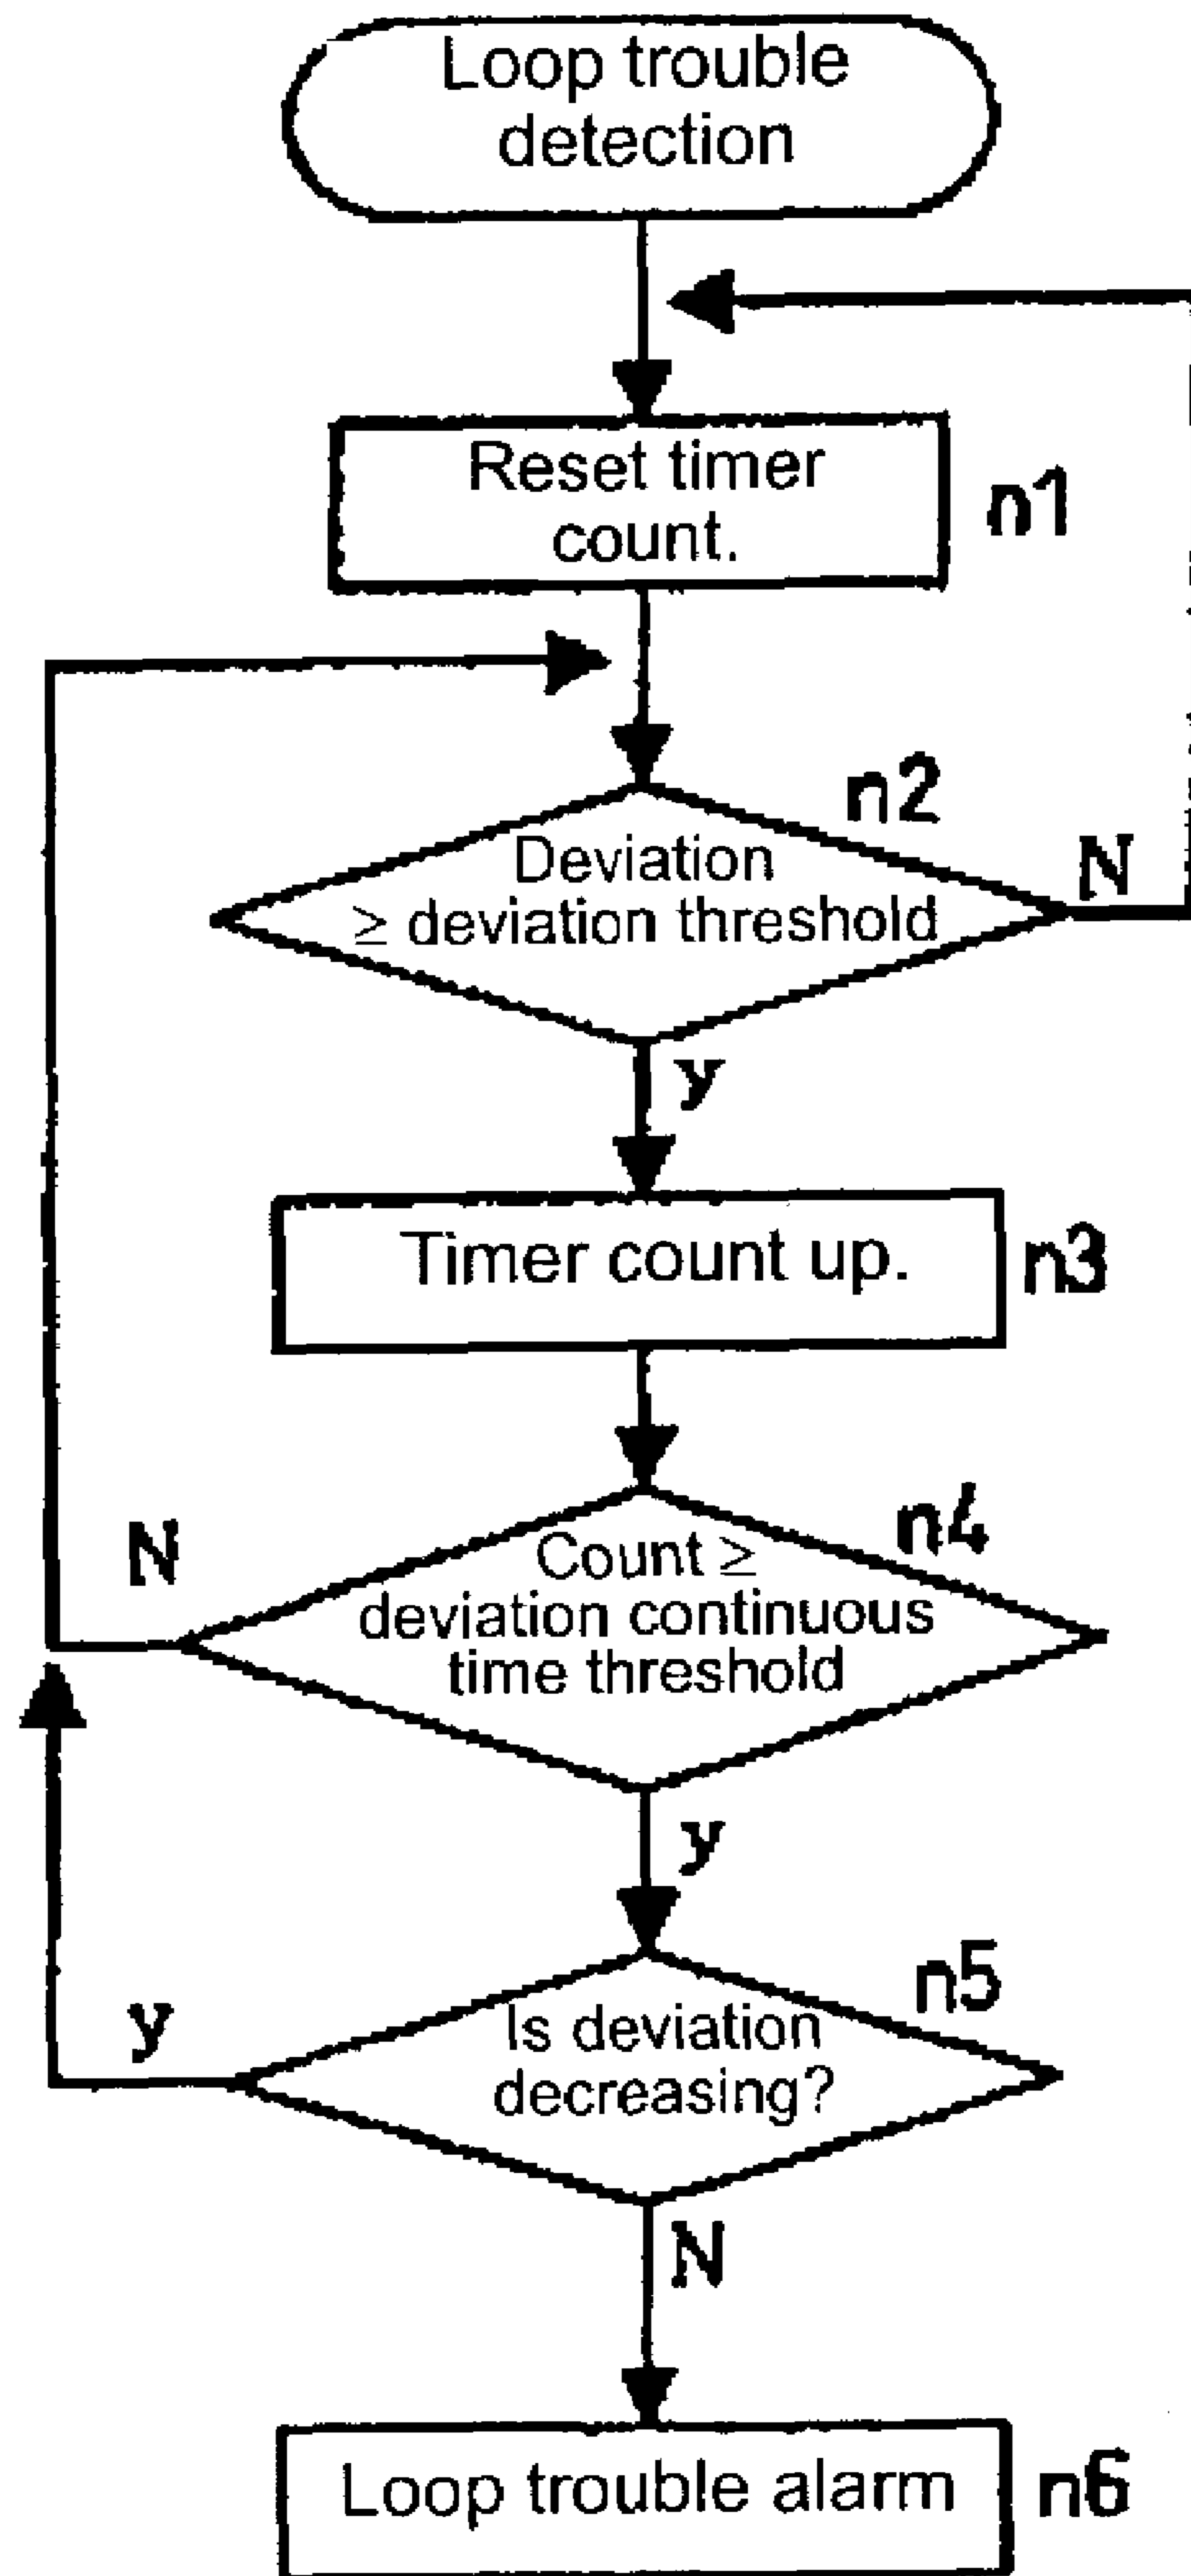 Loop trouble
detection
Reset timer
count.
n1
n2
Deviation
≥ deviation threshold
N
y
Timer count up.
n3
n4
Count ≥
deviation continuous
time threshold
N
y
n5
Is deviation
decreasing?
y
N
Loop trouble alarm
n6